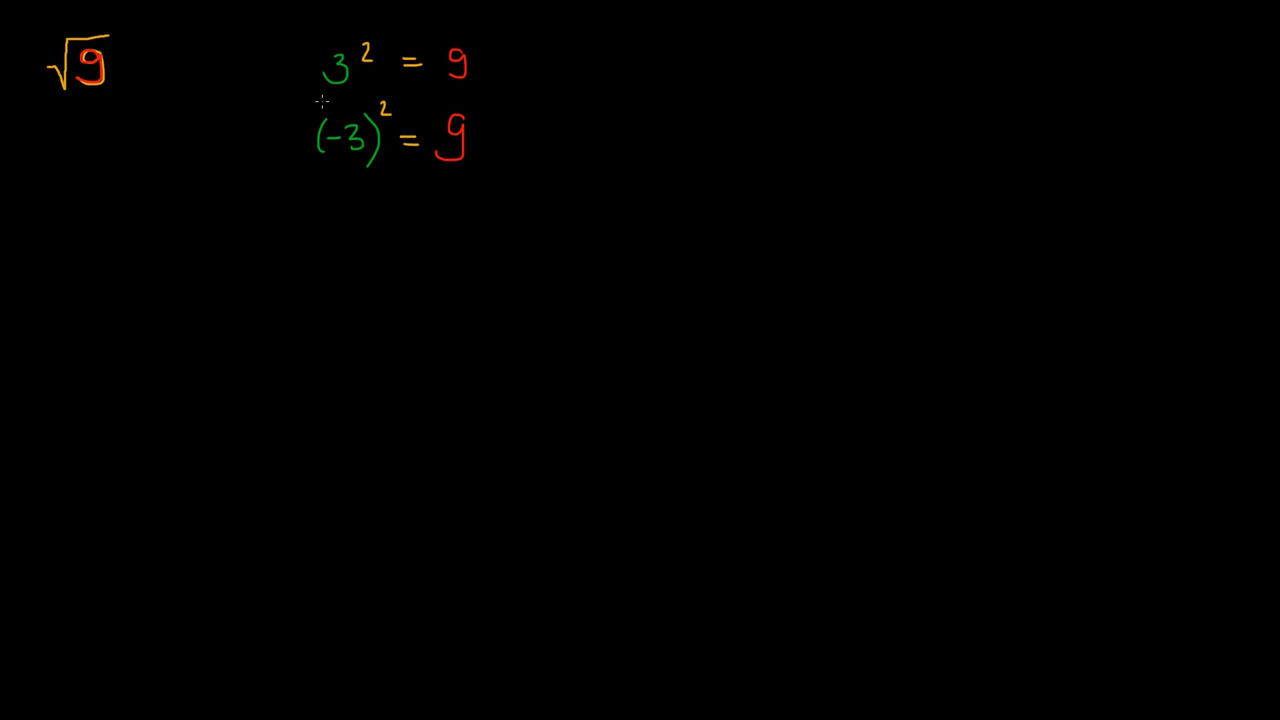 √9
3² = 9
(-3)² = 9